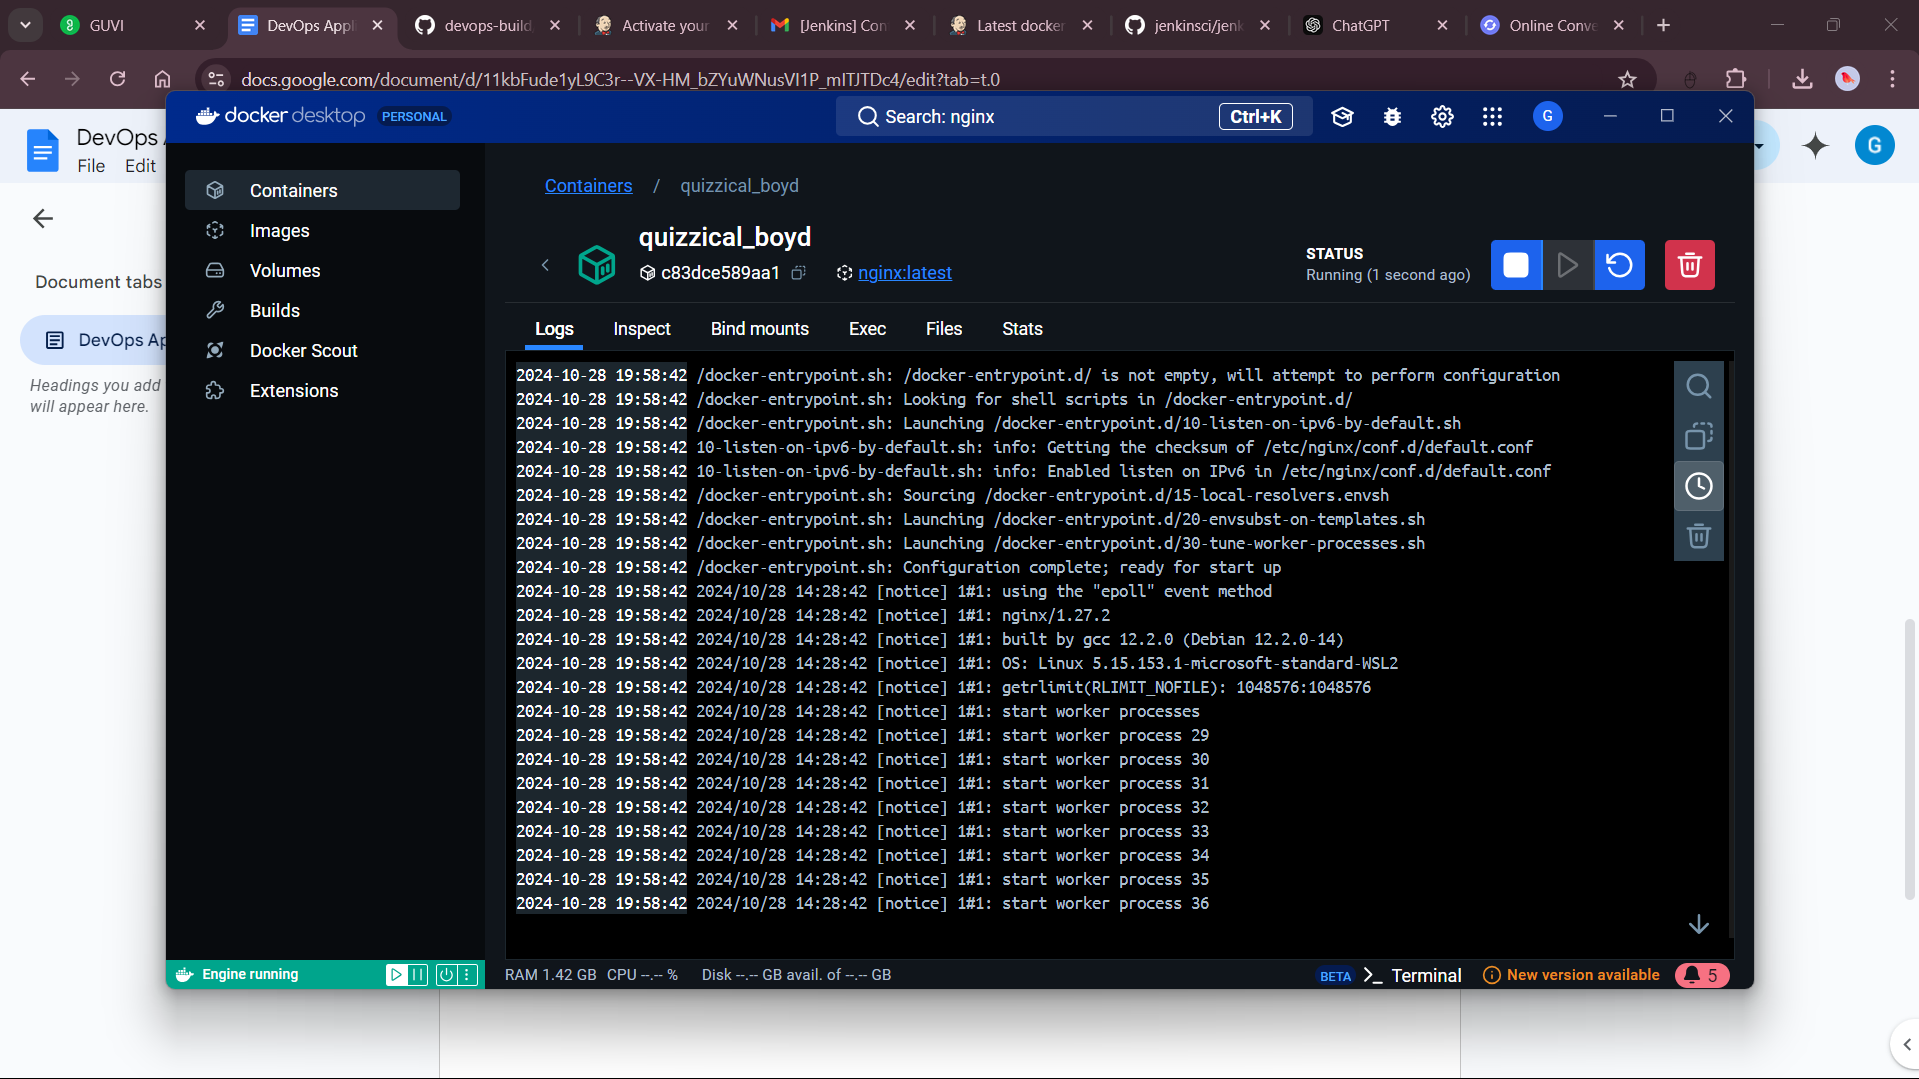 GUVI
DevOps Appl
devops-build
Activate your
[Jenkins] Con
Latest docker
jenkinsci/jenk
ChatGPT
Online Conve
docs.google.com/document/d/11kbFude1yL9C3r--VX-HM_bZYuWNusVI1P_mITJTDc4/edit?tab=t.0
DevOps A
File Edit
G
docker desktop PERSONAL
Search: nginx
Ctrl+K
G
Document tabs
DevOps Ap
Headings you add
will appear here.
Containers
Images
Volumes
Builds
Docker Scout
Extensions
Containers / quizzical_boyd
quizzical_boyd
c83dce589aa1 nginx:latest
STATUS
Running (1 second ago)
Logs Inspect Bind mounts Exec Files Stats
2024-10-28 19:58:42 /docker-entrypoint.sh: /docker-entrypoint.d/ is not empty, will attempt to perform configuration
2024-10-28 19:58:42 /docker-entrypoint.sh: Looking for shell scripts in /docker-entrypoint.d/
2024-10-28 19:58:42 /docker-entrypoint.sh: Launching /docker-entrypoint.d/10-listen-on-ipv6-by-default.sh
2024-10-28 19:58:42 10-listen-on-ipv6-by-default.sh: info: Getting the checksum of /etc/nginx/conf.d/default.conf
2024-10-28 19:58:42 10-listen-on-ipv6-by-default.sh: info: Enabled listen on IPv6 in /etc/nginx/conf.d/default.conf
2024-10-28 19:58:42 /docker-entrypoint.sh: Sourcing /docker-entrypoint.d/15-local-resolvers.envsh
2024-10-28 19:58:42 /docker-entrypoint.sh: Launching /docker-entrypoint.d/20-envsubst-on-templates.sh
2024-10-28 19:58:42 /docker-entrypoint.sh: Launching /docker-entrypoint.d/30-tune-worker-processes.sh
2024-10-28 19:58:42 /docker-entrypoint.sh: Configuration complete; ready for start up
2024-10-28 19:58:42 2024/10/28 14:28:42 [notice] 1#1: using the "epoll" event method
2024-10-28 19:58:42 2024/10/28 14:28:42 [notice] 1#1: nginx/1.27.2
2024-10-28 19:58:42 2024/10/28 14:28:42 [notice] 1#1: built by gcc 12.2.0 (Debian 12.2.0-14)
2024-10-28 19:58:42 2024/10/28 14:28:42 [notice] 1#1: OS: Linux 5.15.153.1-microsoft-standard-WSL2
2024-10-28 19:58:42 2024/10/28 14:28:42 [notice] 1#1: getrlimit(RLIMIT_NOFILE): 1048576:1048576
2024-10-28 19:58:42 2024/10/28 14:28:42 [notice] 1#1: start worker processes
2024-10-28 19:58:42 2024/10/28 14:28:42 [notice] 1#1: start worker process 29
2024-10-28 19:58:42 2024/10/28 14:28:42 [notice] 1#1: start worker process 30
2024-10-28 19:58:42 2024/10/28 14:28:42 [notice] 1#1: start worker process 31
2024-10-28 19:58:42 2024/10/28 14:28:42 [notice] 1#1: start worker process 32
2024-10-28 19:58:42 2024/10/28 14:28:42 [notice] 1#1: start worker process 33
2024-10-28 19:58:42 2024/10/28 14:28:42 [notice] 1#1: start worker process 34
2024-10-28 19:58:42 2024/10/28 14:28:42 [notice] 1#1: start worker process 35
2024-10-28 19:58:42 2024/10/28 14:28:42 [notice] 1#1: start worker process 36
Engine running
RAM 1.42 GB CPU --.-- % Disk --.-- GB avail. of --.-- GB
BETA >_ Terminal
New version available
5